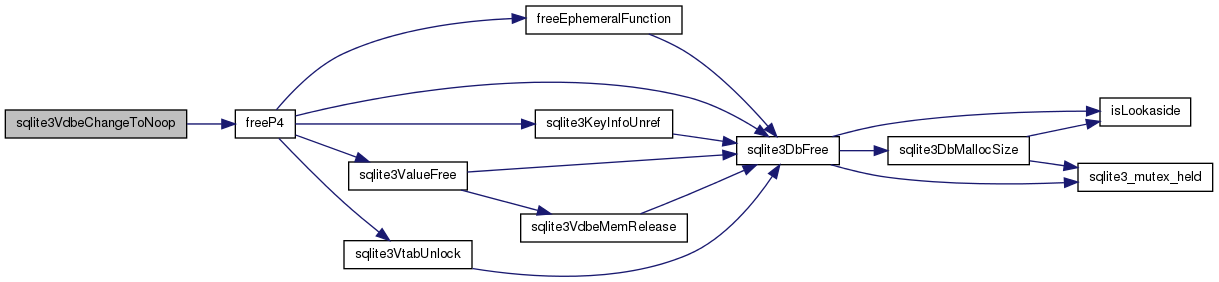 sqlite3VdbeChangeToNoop
freeP4
freeEphemeralFunction
sqlite3KeyInfoUnref
sqlite3ValueFree
sqlite3VdbeMemRelease
sqlite3VtabUnlock
sqlite3DbFree
sqlite3DbMallocSize
isLookaside
sqlite3_mutex_held